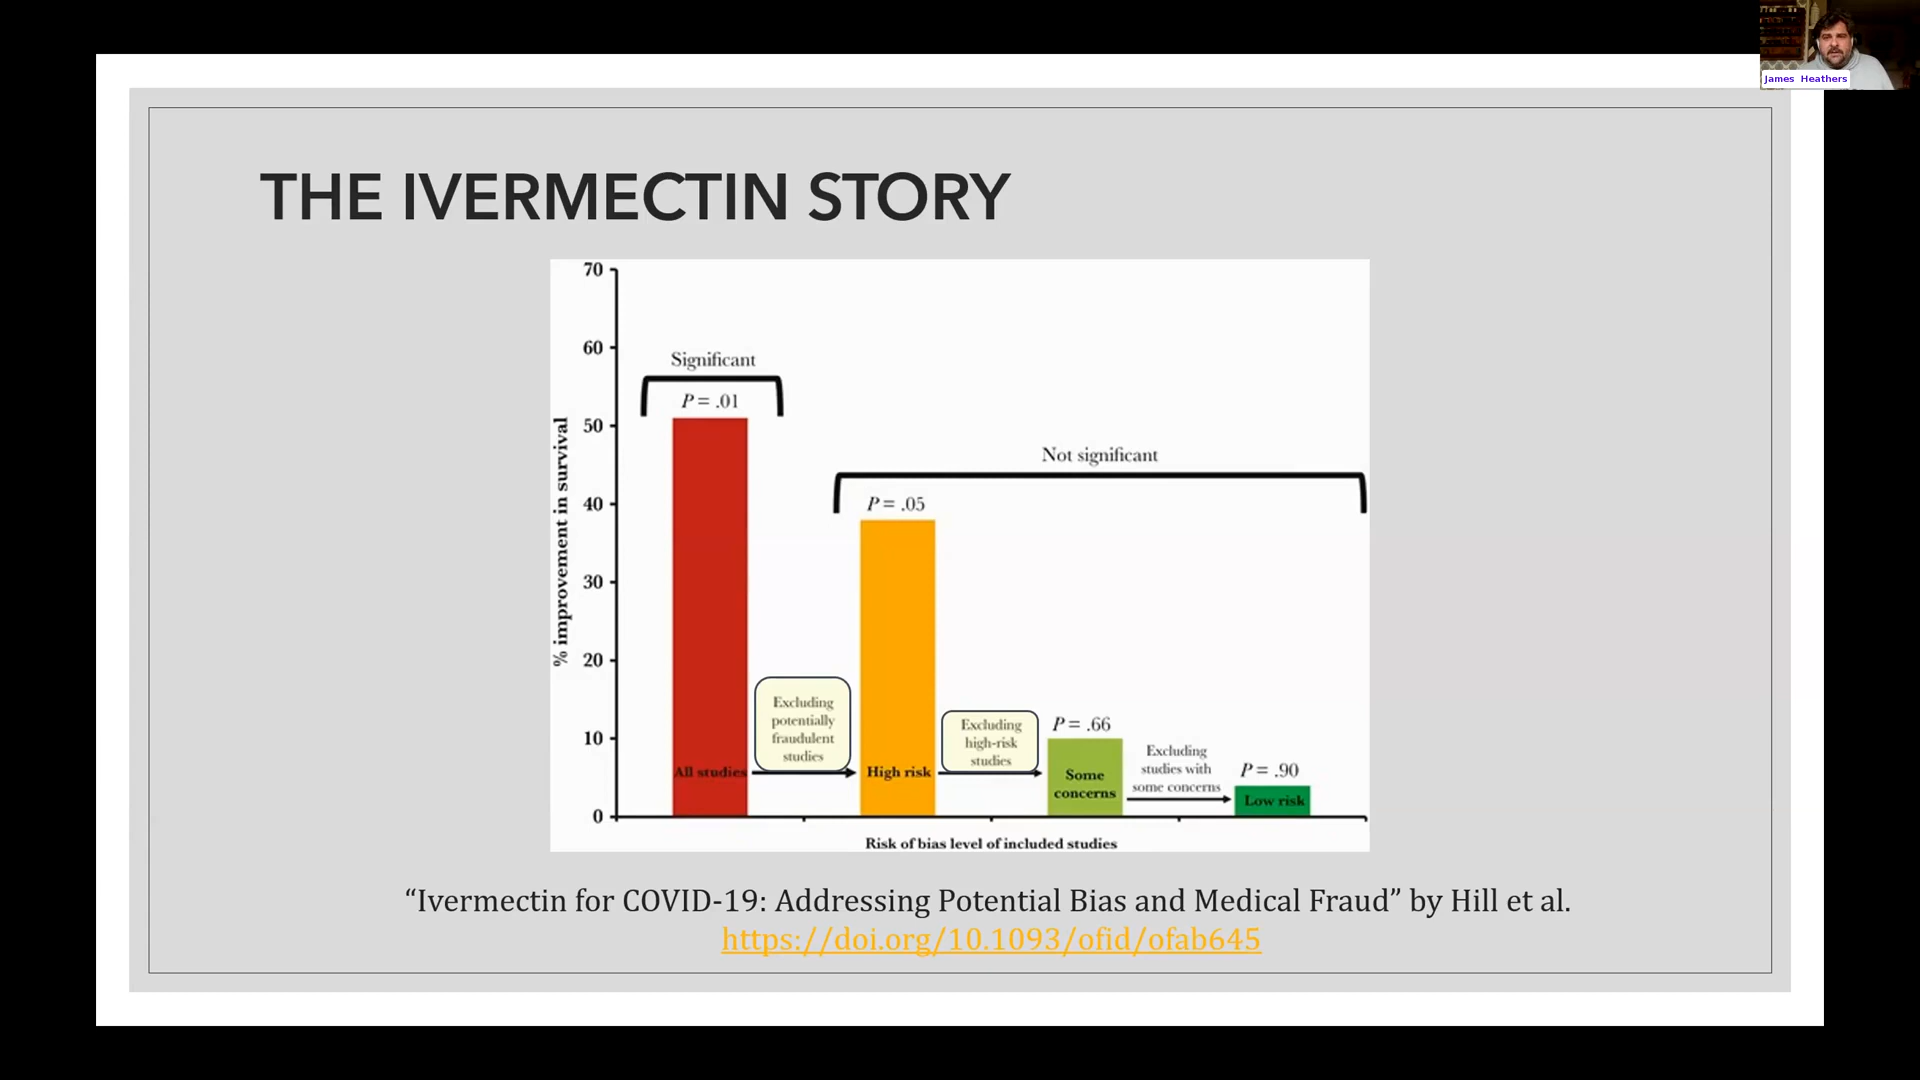 James Heathers
THE IVERMECTIN STORY
70
60
50
40
30
20
10
0
% improvement in survival
Significant
P = .01
Not significant
P = .05
Excluding
potentially
fraudulent
studies
Excluding
high-risk
studies
P = .66
Excluding
studies with
some concerns
P = .90
All studies
High risk
Some
concerns
Low risk
Risk of bias level of included studies
“Ivermectin for COVID-19: Addressing Potential Bias and Medical Fraud” by Hill et al.
https://doi.org/10.1093/ofid/ofab645